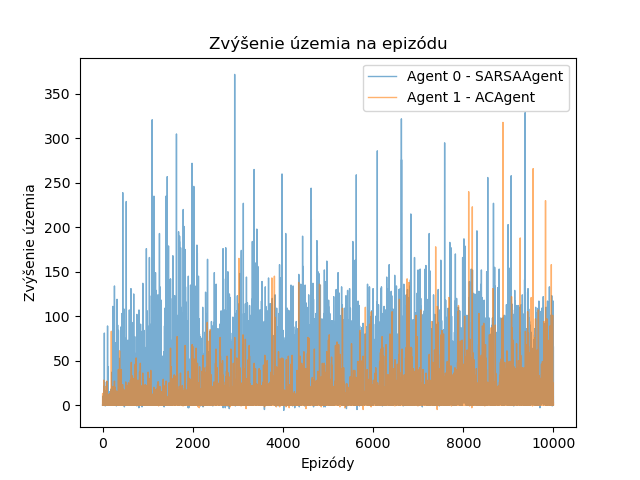 Zvýšenie územia na epizódu
Agent 0 - SARSAAgent
Agent 1 - ACAgent
Zvýšenie územia
350
300
250
200
150
100
50
0
0 2000 4000 6000 8000 10000
Epizódy